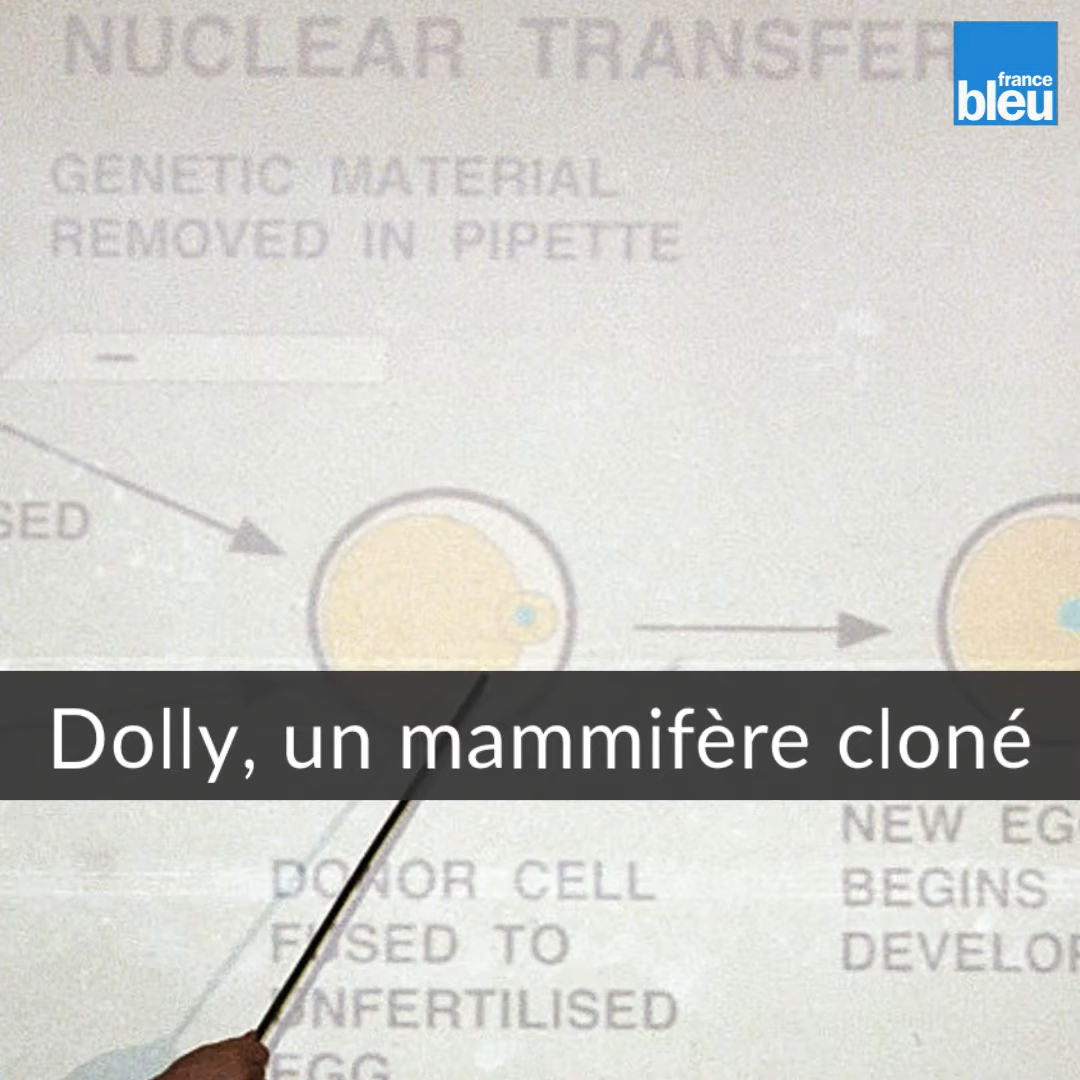 NUCLEAR TRANSFER
france
bleu
GENETIC MATERIAL
REMOVED IN PIPETTE
SED
Dolly, un mammifère cloné
NEW EG
BEGINS
DEVELOP
DONOR CELL
FUSED TO
UNFERTILISED
EGG